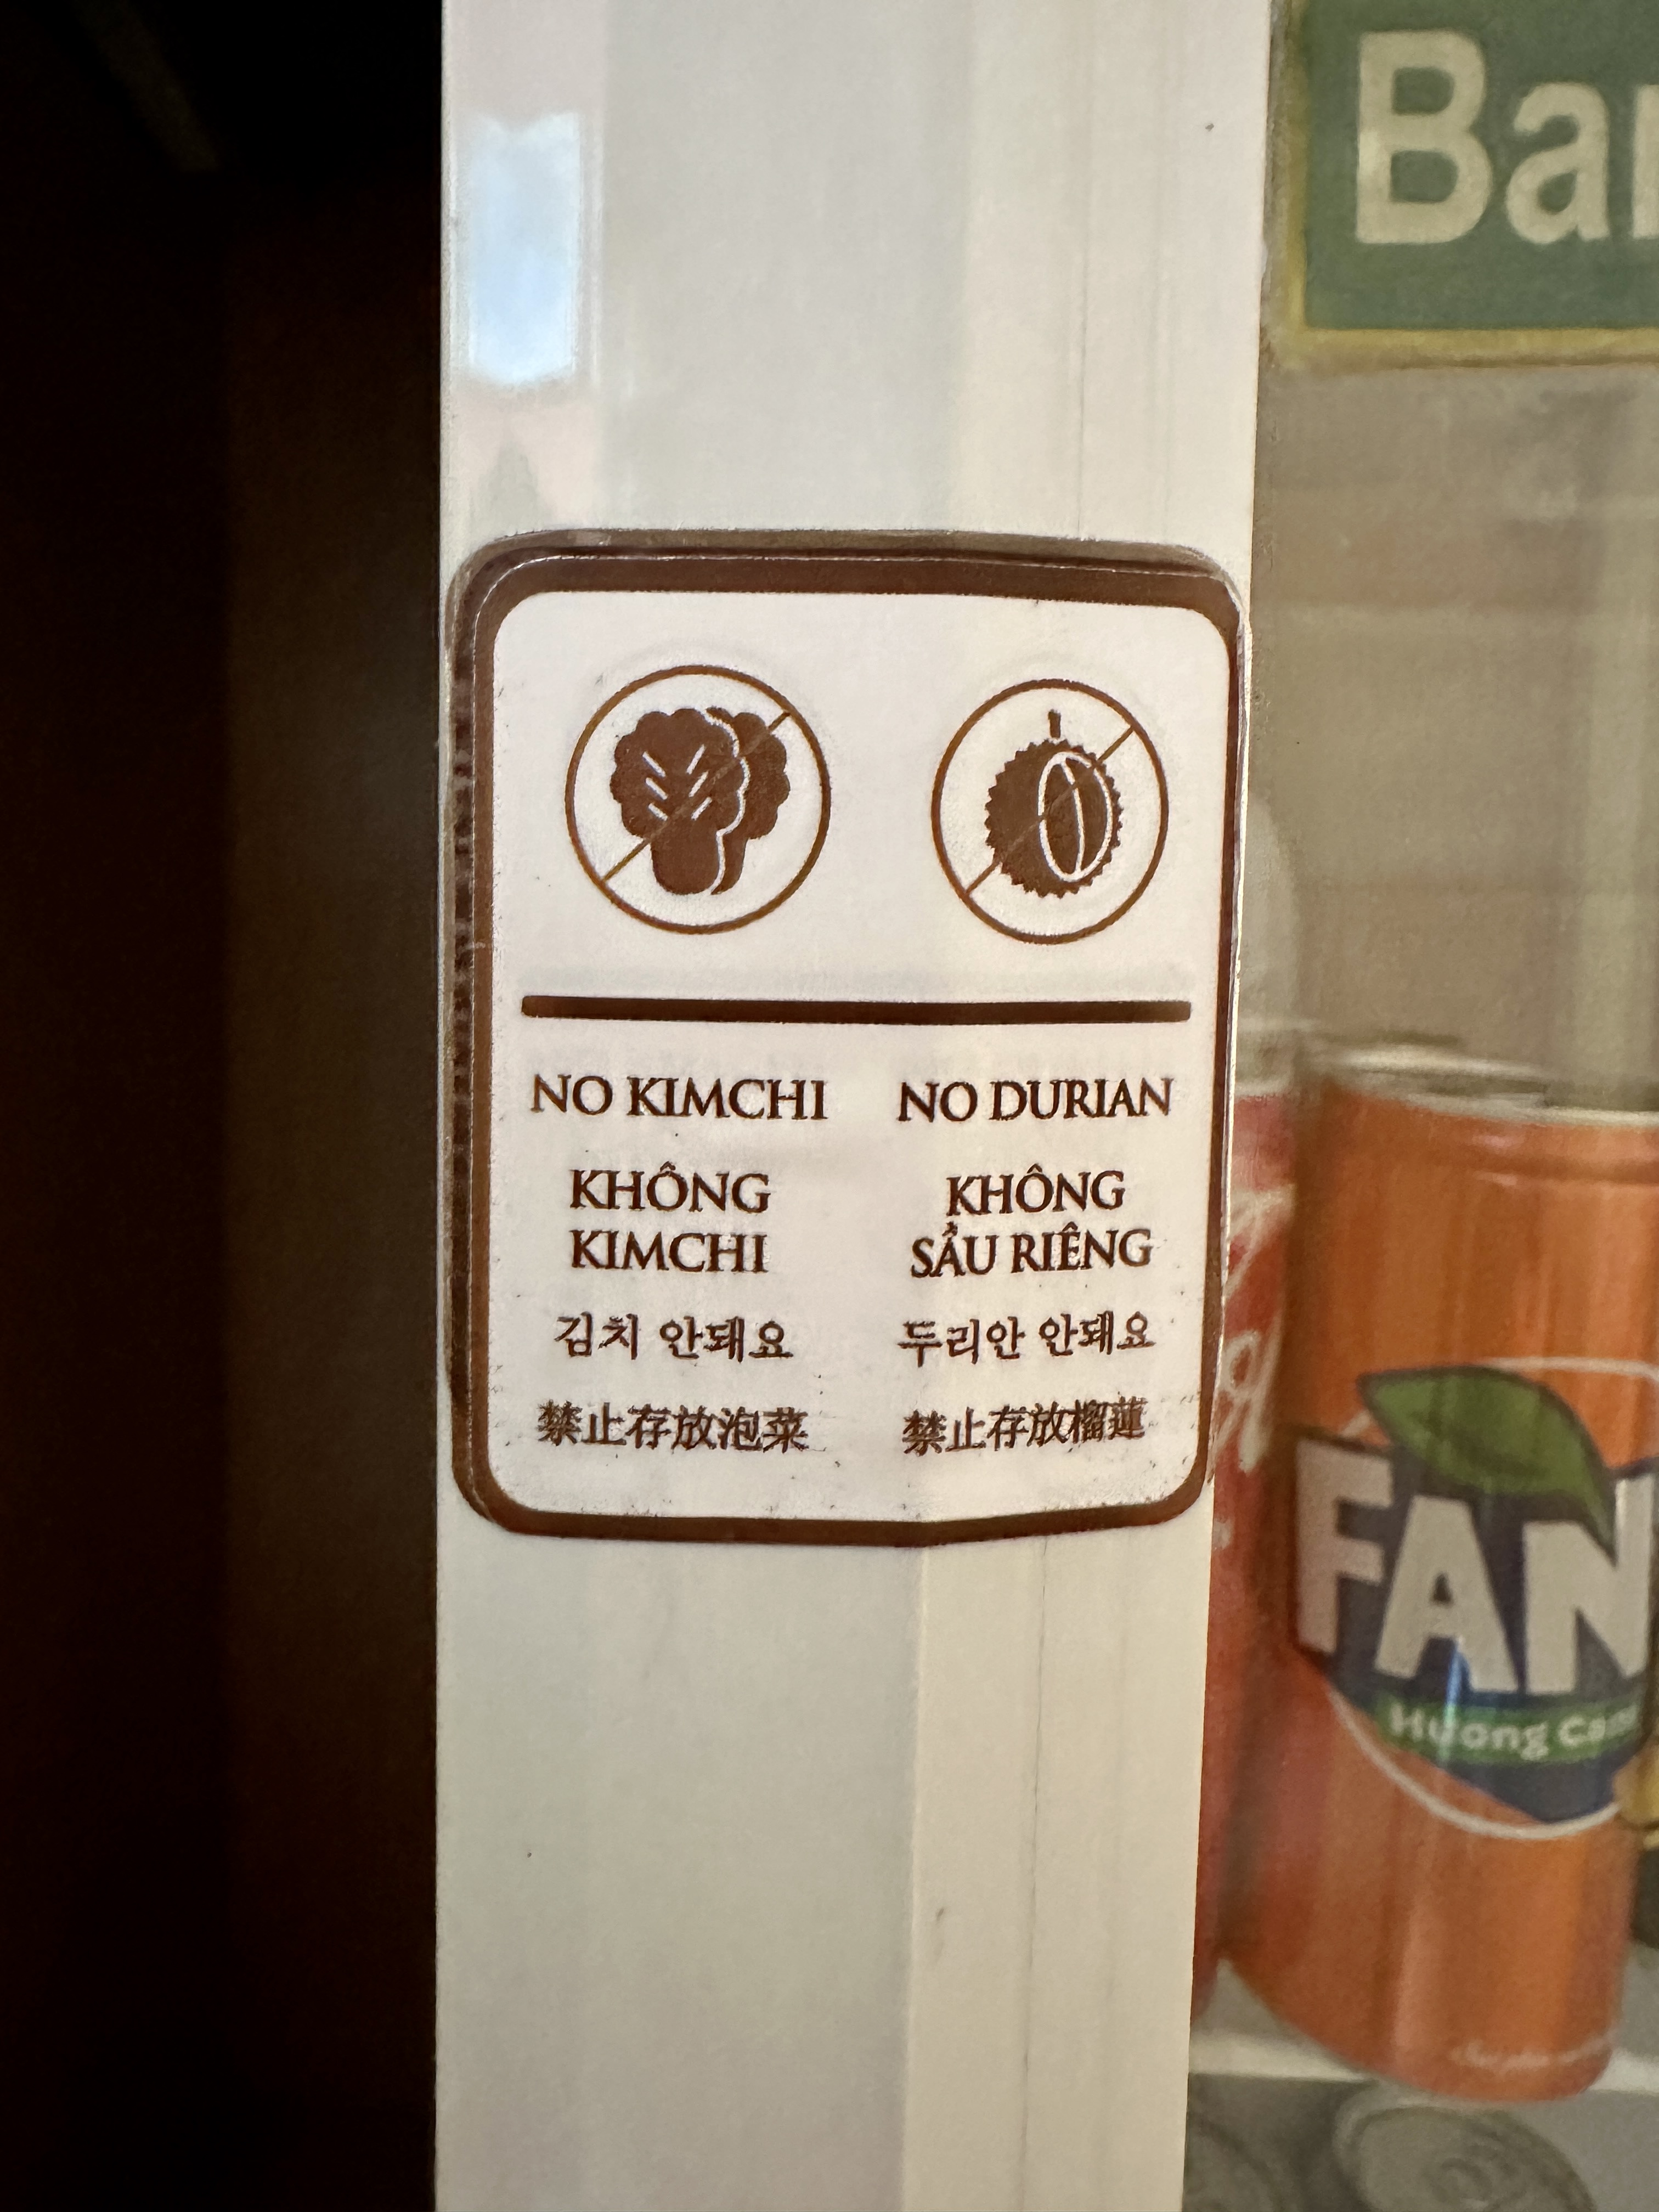 Bar
NO KIMCHI
KHÔNG
KIMCHI
김치 안돼요
禁止存放泡菜
NO DURIAN
KHÔNG
SẦU RIÊNG
두리안 안돼요
禁止存放榴蓮
FAN
Hương Cam